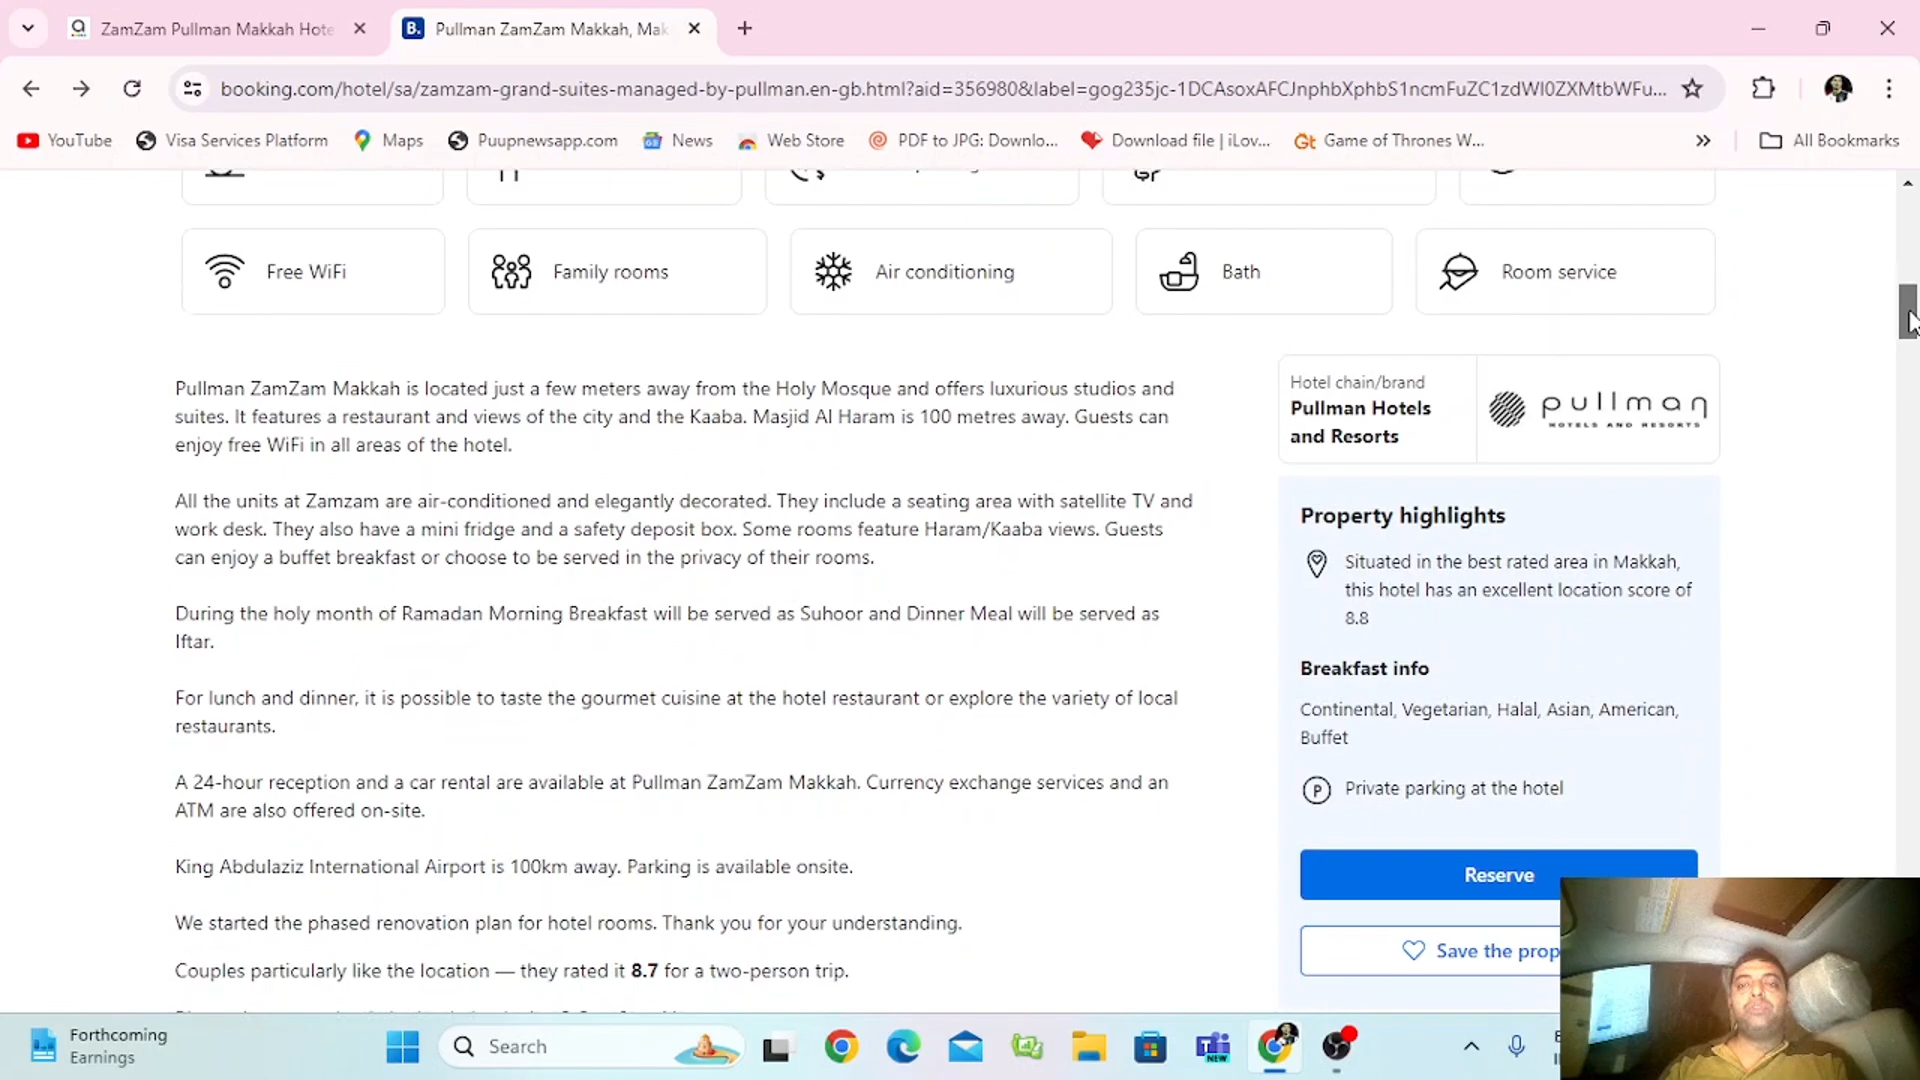 ZamZam Pullman Makkah Hote
B. Pullman ZamZam Makkah, Mak
booking.com/hotel/sa/zamzam-grand-suites-managed-by-pullman.en-gb.html?aid=356980&label=gog235jc-1DCAsoxAFCJnphbXphbS1ncmFuZC1zdWl0ZXMtbWFu...
YouTube
Visa Services Platform
Maps
Puupnewsapp.com
News
Web Store
PDF to JPG: Downlo...
Download file | iLov...
Gt Game of Thrones W...
»
All Bookmarks
Free WiFi
Family rooms
Air conditioning
Bath
Room service
Pullman ZamZam Makkah is located just a few meters away from the Holy Mosque and offers luxurious studios and
suites. It features a restaurant and views of the city and the Kaaba. Masjid Al Haram is 100 metres away. Guests can
enjoy free WiFi in all areas of the hotel.
All the units at Zamzam are air-conditioned and elegantly decorated. They include a seating area with satellite TV and
work desk. They also have a mini fridge and a safety deposit box. Some rooms feature Haram/Kaaba views. Guests
can enjoy a buffet breakfast or choose to be served in the privacy of their rooms.
During the holy month of Ramadan Morning Breakfast will be served as Suhoor and Dinner Meal will be served as
Iftar.
For lunch and dinner, it is possible to taste the gourmet cuisine at the hotel restaurant or explore the variety of local
restaurants.
A 24-hour reception and a car rental are available at Pullman ZamZam Makkah. Currency exchange services and an
ATM are also offered on-site.
King Abdulaziz International Airport is 100km away. Parking is available onsite.
We started the phased renovation plan for hotel rooms. Thank you for your understanding.
Couples particularly like the location — they rated it 8.7 for a two-person trip.
Hotel chain/brand
Pullman Hotels
and Resorts
pullman
HOTELS AND RESORTS
Property highlights
Situated in the best rated area in Makkah,
this hotel has an excellent location score of
8.8
Breakfast info
Continental, Vegetarian, Halal, Asian, American,
Buffet
P Private parking at the hotel
Reserve
Save the prop
Forthcoming
Earnings
Search
NEW